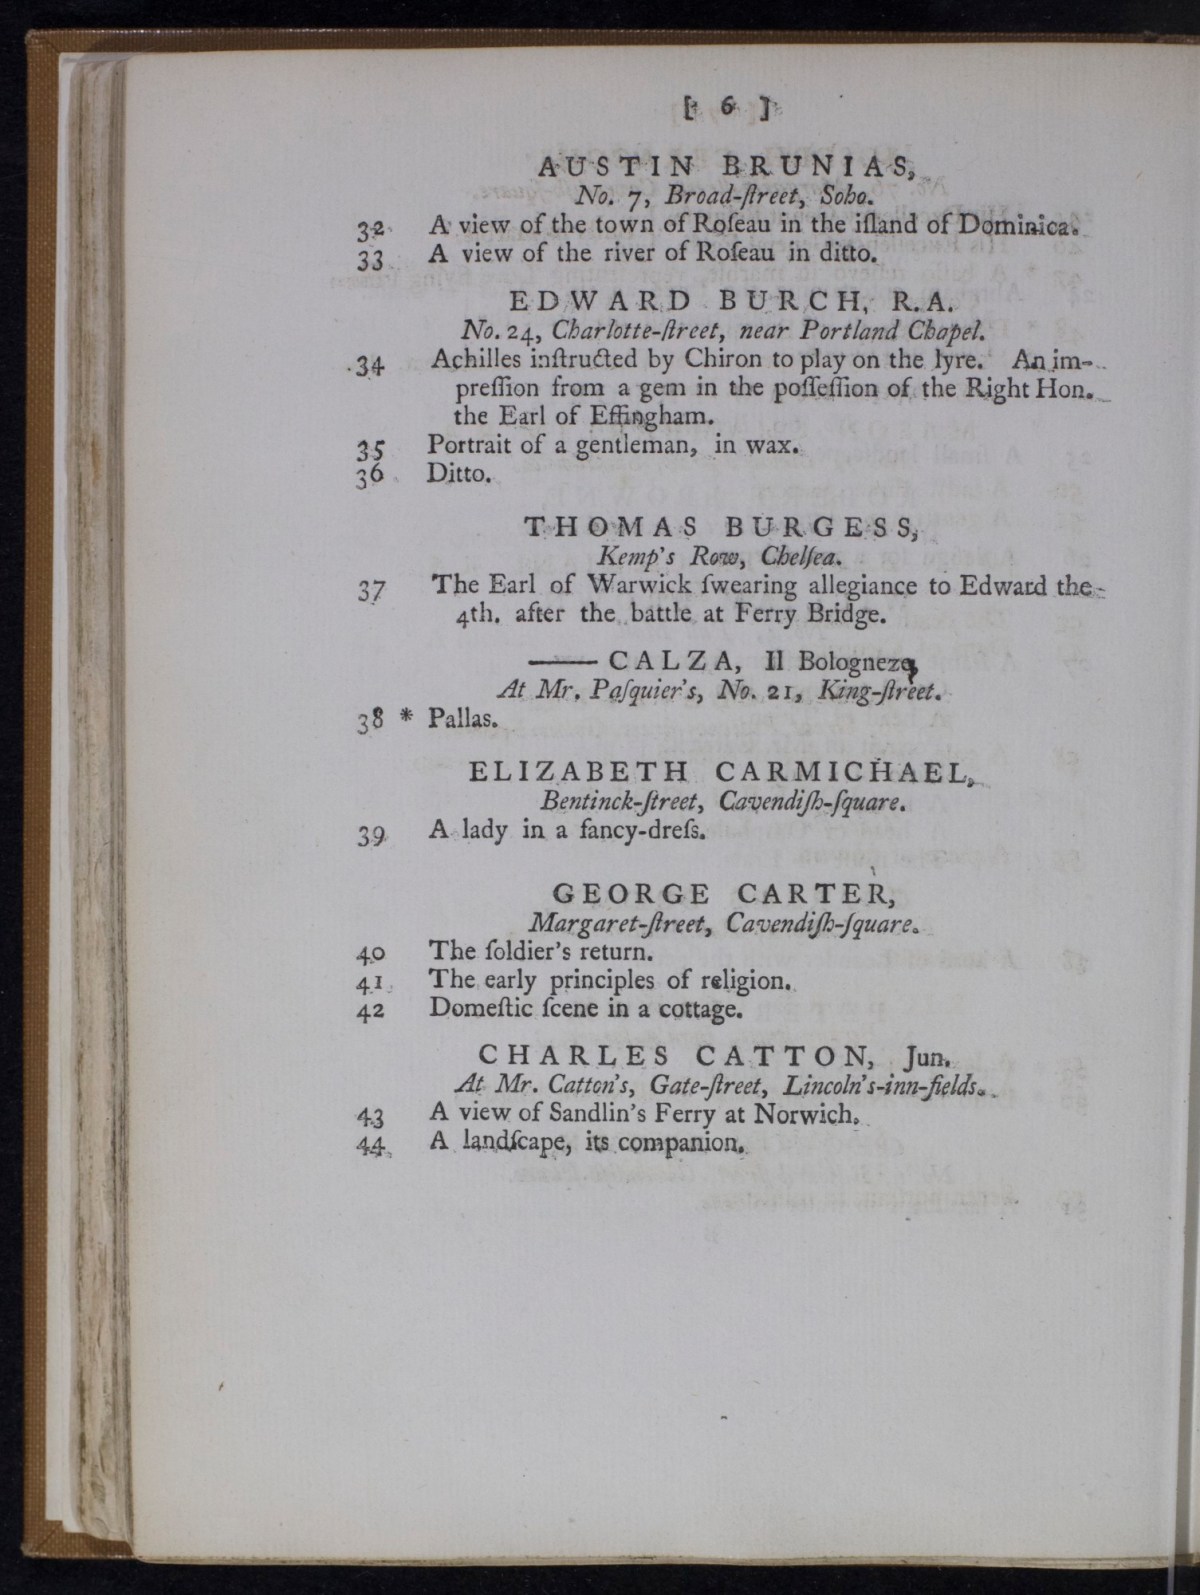 [ 6 ]
AUSTIN BRUNIAS,
No. 7, Broad-ſtreet, Soho.
32 A view of the town of Roſeau in the iſland of Dominica.
33 A view of the river of Roſeau in ditto.
EDWARD BURCH, R. A.
No. 24, Charlotte-ſtreet, near Portland Chapel.
34 Achilles inſtructed by Chiron to play on the lyre. An im-
preſſion from a gem in the poſſeſſion of the Right Hon.
the Earl of Effingham.
35 Portrait of a gentleman, in wax.
36 Ditto.
THOMAS BURGESS,
Kemp's Row, Chelſea.
37 The Earl of Warwick ſwearing allegiance to Edward the
4th. after the battle at Ferry Bridge.
—— CALZA, Il Bologneze,
At Mr. Paſquier's, No. 21, King-ſtreet.
38 * Pallas.
ELIZABETH CARMICHAEL,
Bentinck-ſtreet, Cavendiſh-ſquare.
39 A lady in a fancy-dreſs.
GEORGE CARTER,
Margaret-ſtreet, Cavendiſh-ſquare.
40 The ſoldier's return.
41 The early principles of religion.
42 Domeſtic ſcene in a cottage.
CHARLES CATTON, Jun.
At Mr. Catton's, Gate-ſtreet, Lincoln's-inn-fields.
43 A view of Sandlin's Ferry at Norwich.
44 A landſcape, its companion.